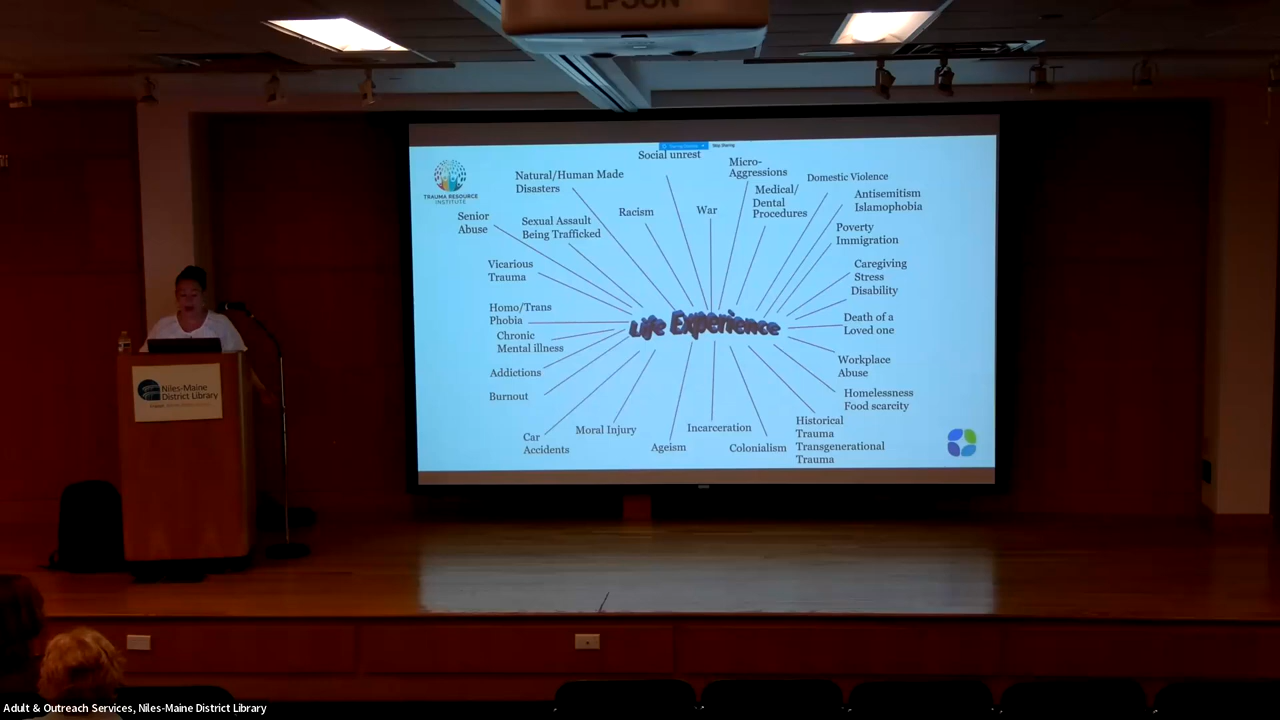 EPSON
Social unrest
Micro-
Aggressions
Natural/Human Made
Disasters
Domestic Violence
Medical/
Dental
Procedures
Antisemitism
Islamophobia
TRAUMA RESOURCE
INSTITUTE
Senior
Abuse
Sexual Assault
Being Trafficked
Racism
War
Poverty
Immigration
Vicarious
Trauma
Caregiving
Stress
Disability
Homo/Trans
Phobia
Life Experience
Death of a
Loved one
Chronic
Mental illness
Workplace
Abuse
Addictions
Burnout
Homelessness
Food scarcity
Car
Accidents
Moral Injury
Ageism
Incarceration
Colonialism
Historical
Trauma
Transgenerational
Trauma
Niles-Maine
District Library
Adult & Outreach Services, Niles-Maine District Library